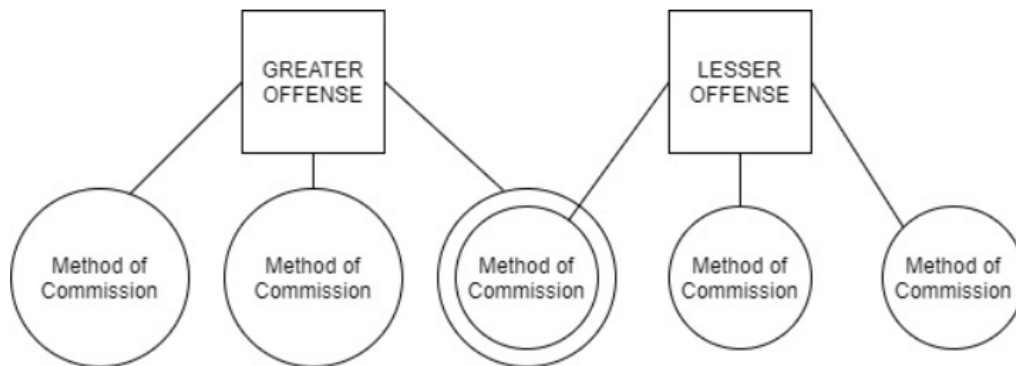 GREATER
OFFENSE
LESSER
OFFENSE
Method of
Commission
Method of
Commission
Method of
Commission
Method of
Commission
Method of
Commission